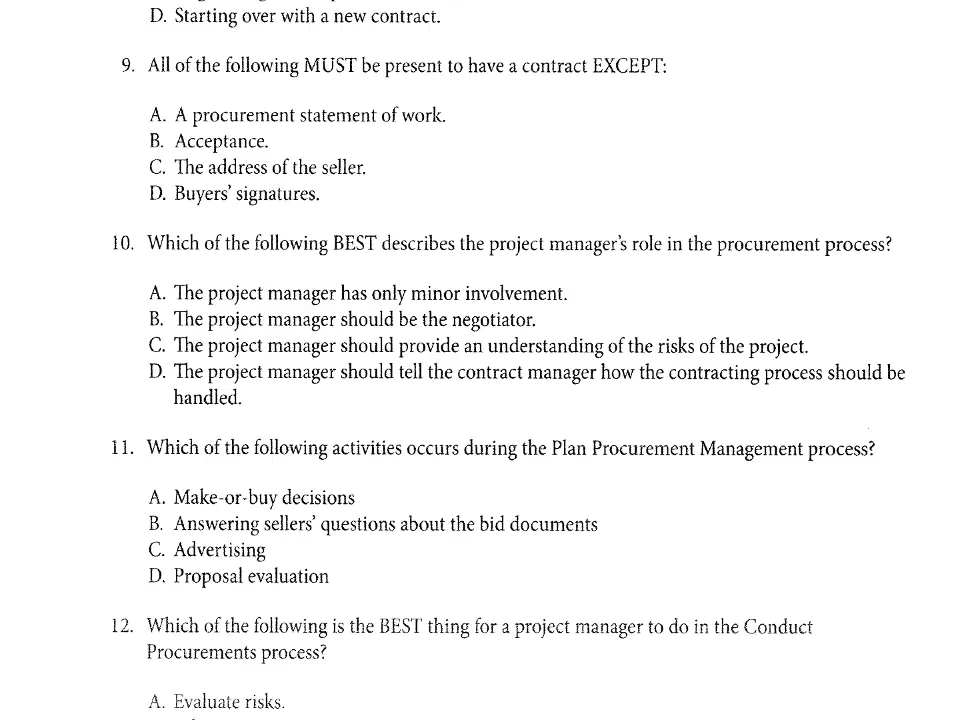 D. Starting over with a new contract.
9. All of the following MUST be present to have a contract EXCEPT:
A. A procurement statement of work.
B. Acceptance.
C. The address of the seller.
D. Buyers' signatures.
10. Which of the following BEST describes the project manager's role in the procurement process?
A. The project manager has only minor involvement.
B. The project manager should be the negotiator.
C. The project manager should provide an understanding of the risks of the project.
D. The project manager should tell the contract manager how the contracting process should be
handled.
11. Which of the following activities occurs during the Plan Procurement Management process?
A. Make-or-buy decisions
B. Answering sellers' questions about the bid documents
C. Advertising
D. Proposal evaluation
12. Which of the following is the BEST thing for a project manager to do in the Conduct
Procurements process?
A. Evaluate risks.